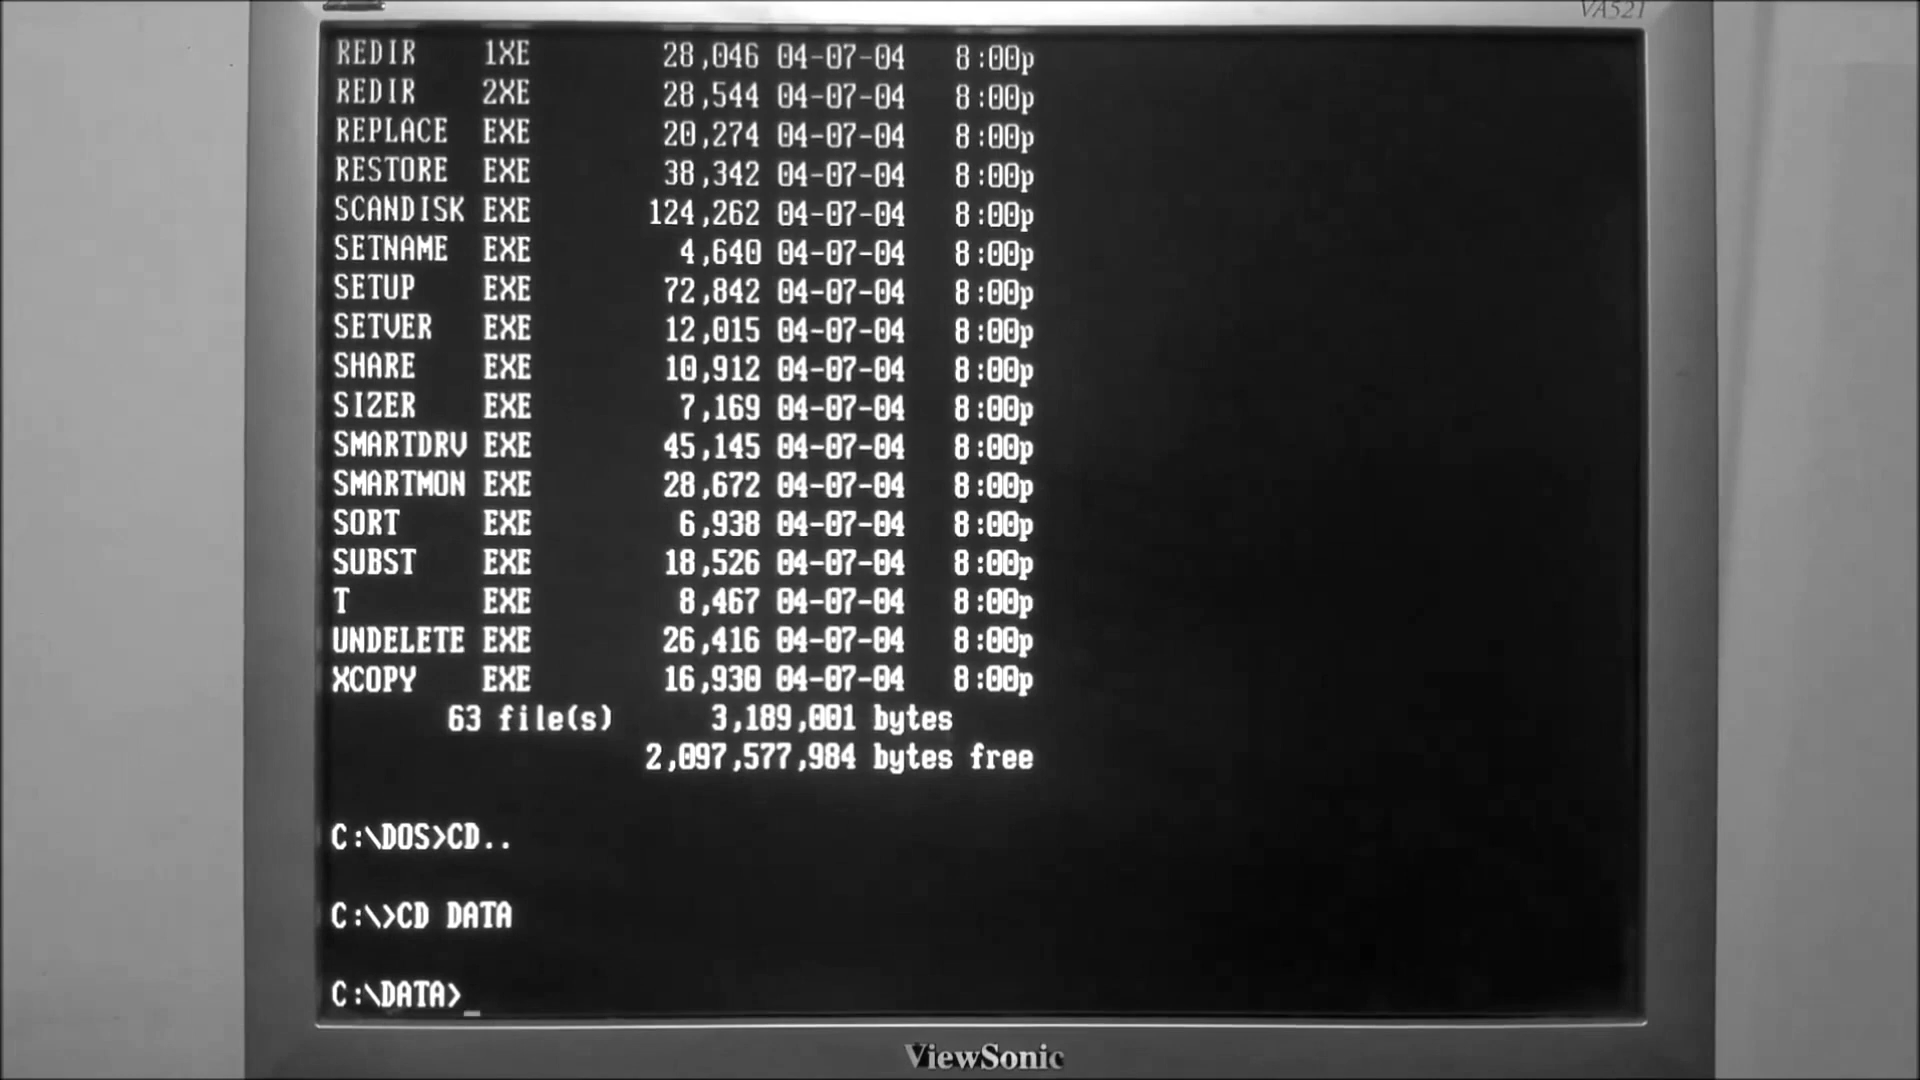 VA521
REDIR 1XE 28,046 04-07-04 8:00p
REDIR 2XE 28,544 04-07-04 8:00p
REPLACE EXE 20,274 04-07-04 8:00p
RESTORE EXE 38,342 04-07-04 8:00p
SCANDISK EXE 124,262 04-07-04 8:00p
SETNAME EXE 4,640 04-07-04 8:00p
SETUP EXE 72,842 04-07-04 8:00p
SETVER EXE 12,015 04-07-04 8:00p
SHARE EXE 10,912 04-07-04 8:00p
SIZER EXE 7,169 04-07-04 8:00p
SMARTDRV EXE 45,145 04-07-04 8:00p
SMARTMON EXE 28,672 04-07-04 8:00p
SORT EXE 6,938 04-07-04 8:00p
SUBST EXE 18,526 04-07-04 8:00p
T EXE 8,467 04-07-04 8:00p
UNDELETE EXE 26,416 04-07-04 8:00p
XCOPY EXE 16,930 04-07-04 8:00p
63 file(s) 3,189,001 bytes
2,097,577,984 bytes free
C:\DOS>CD..
C:\>CD DATA
C:\DATA>_
ViewSonic